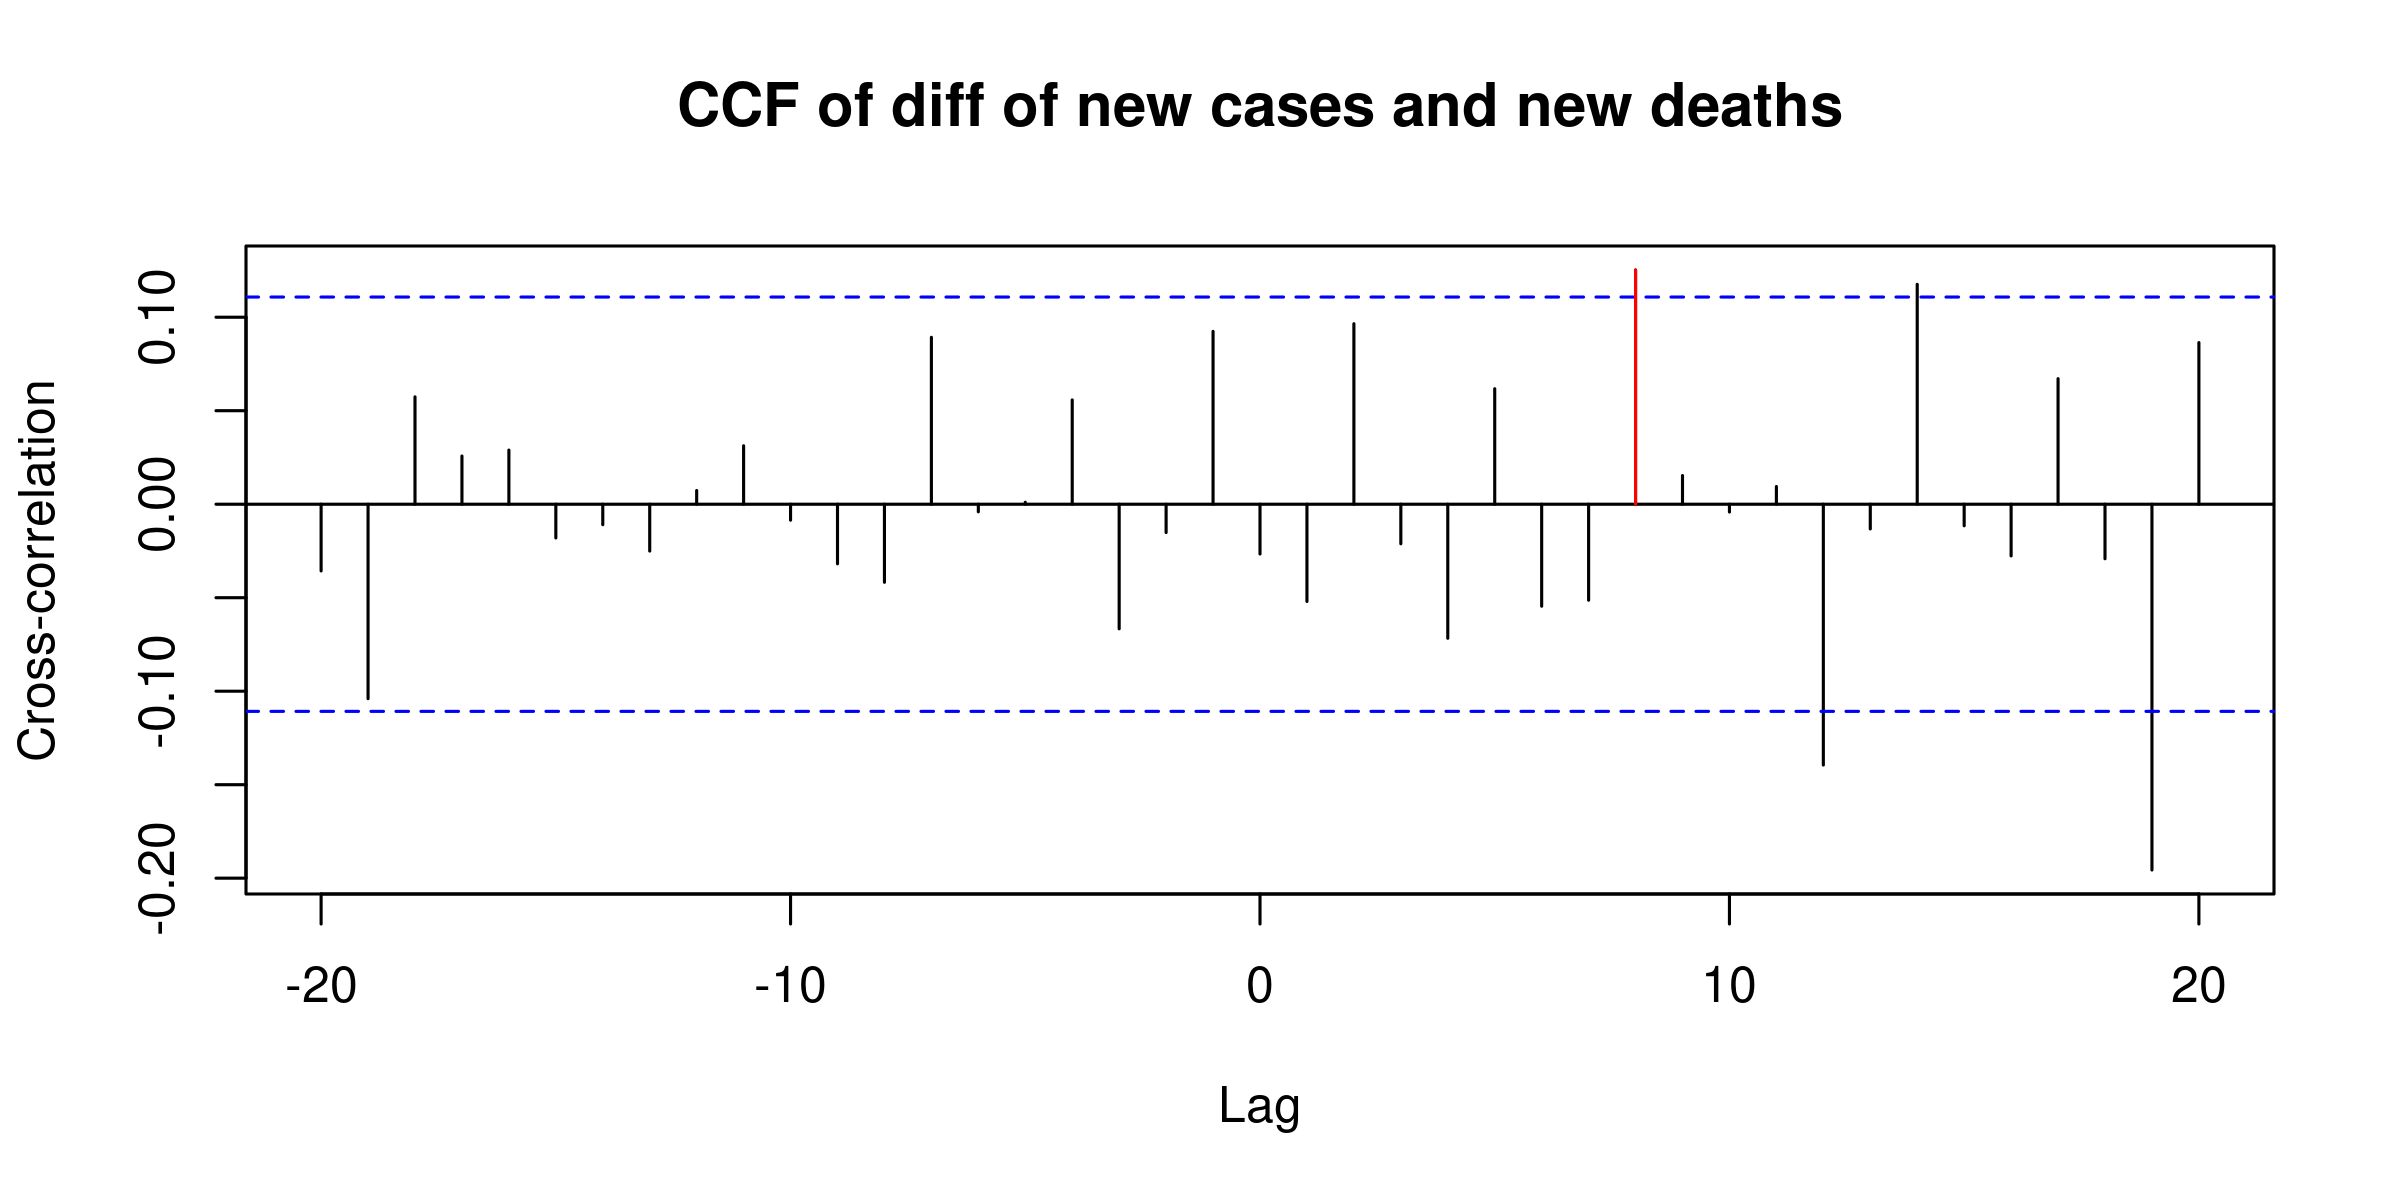 CCF of diff of new cases and new deaths
Cross-correlation
0.10
0.00
-0.10
-0.20
-20 -10 0 10 20
Lag